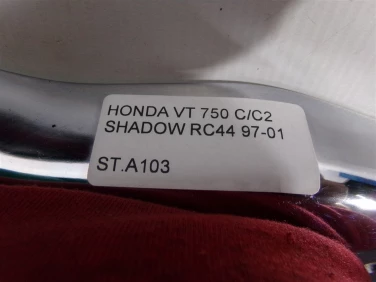 HONDA VT 750 C/C2
SHADOW RC44 97-01
ST.A103